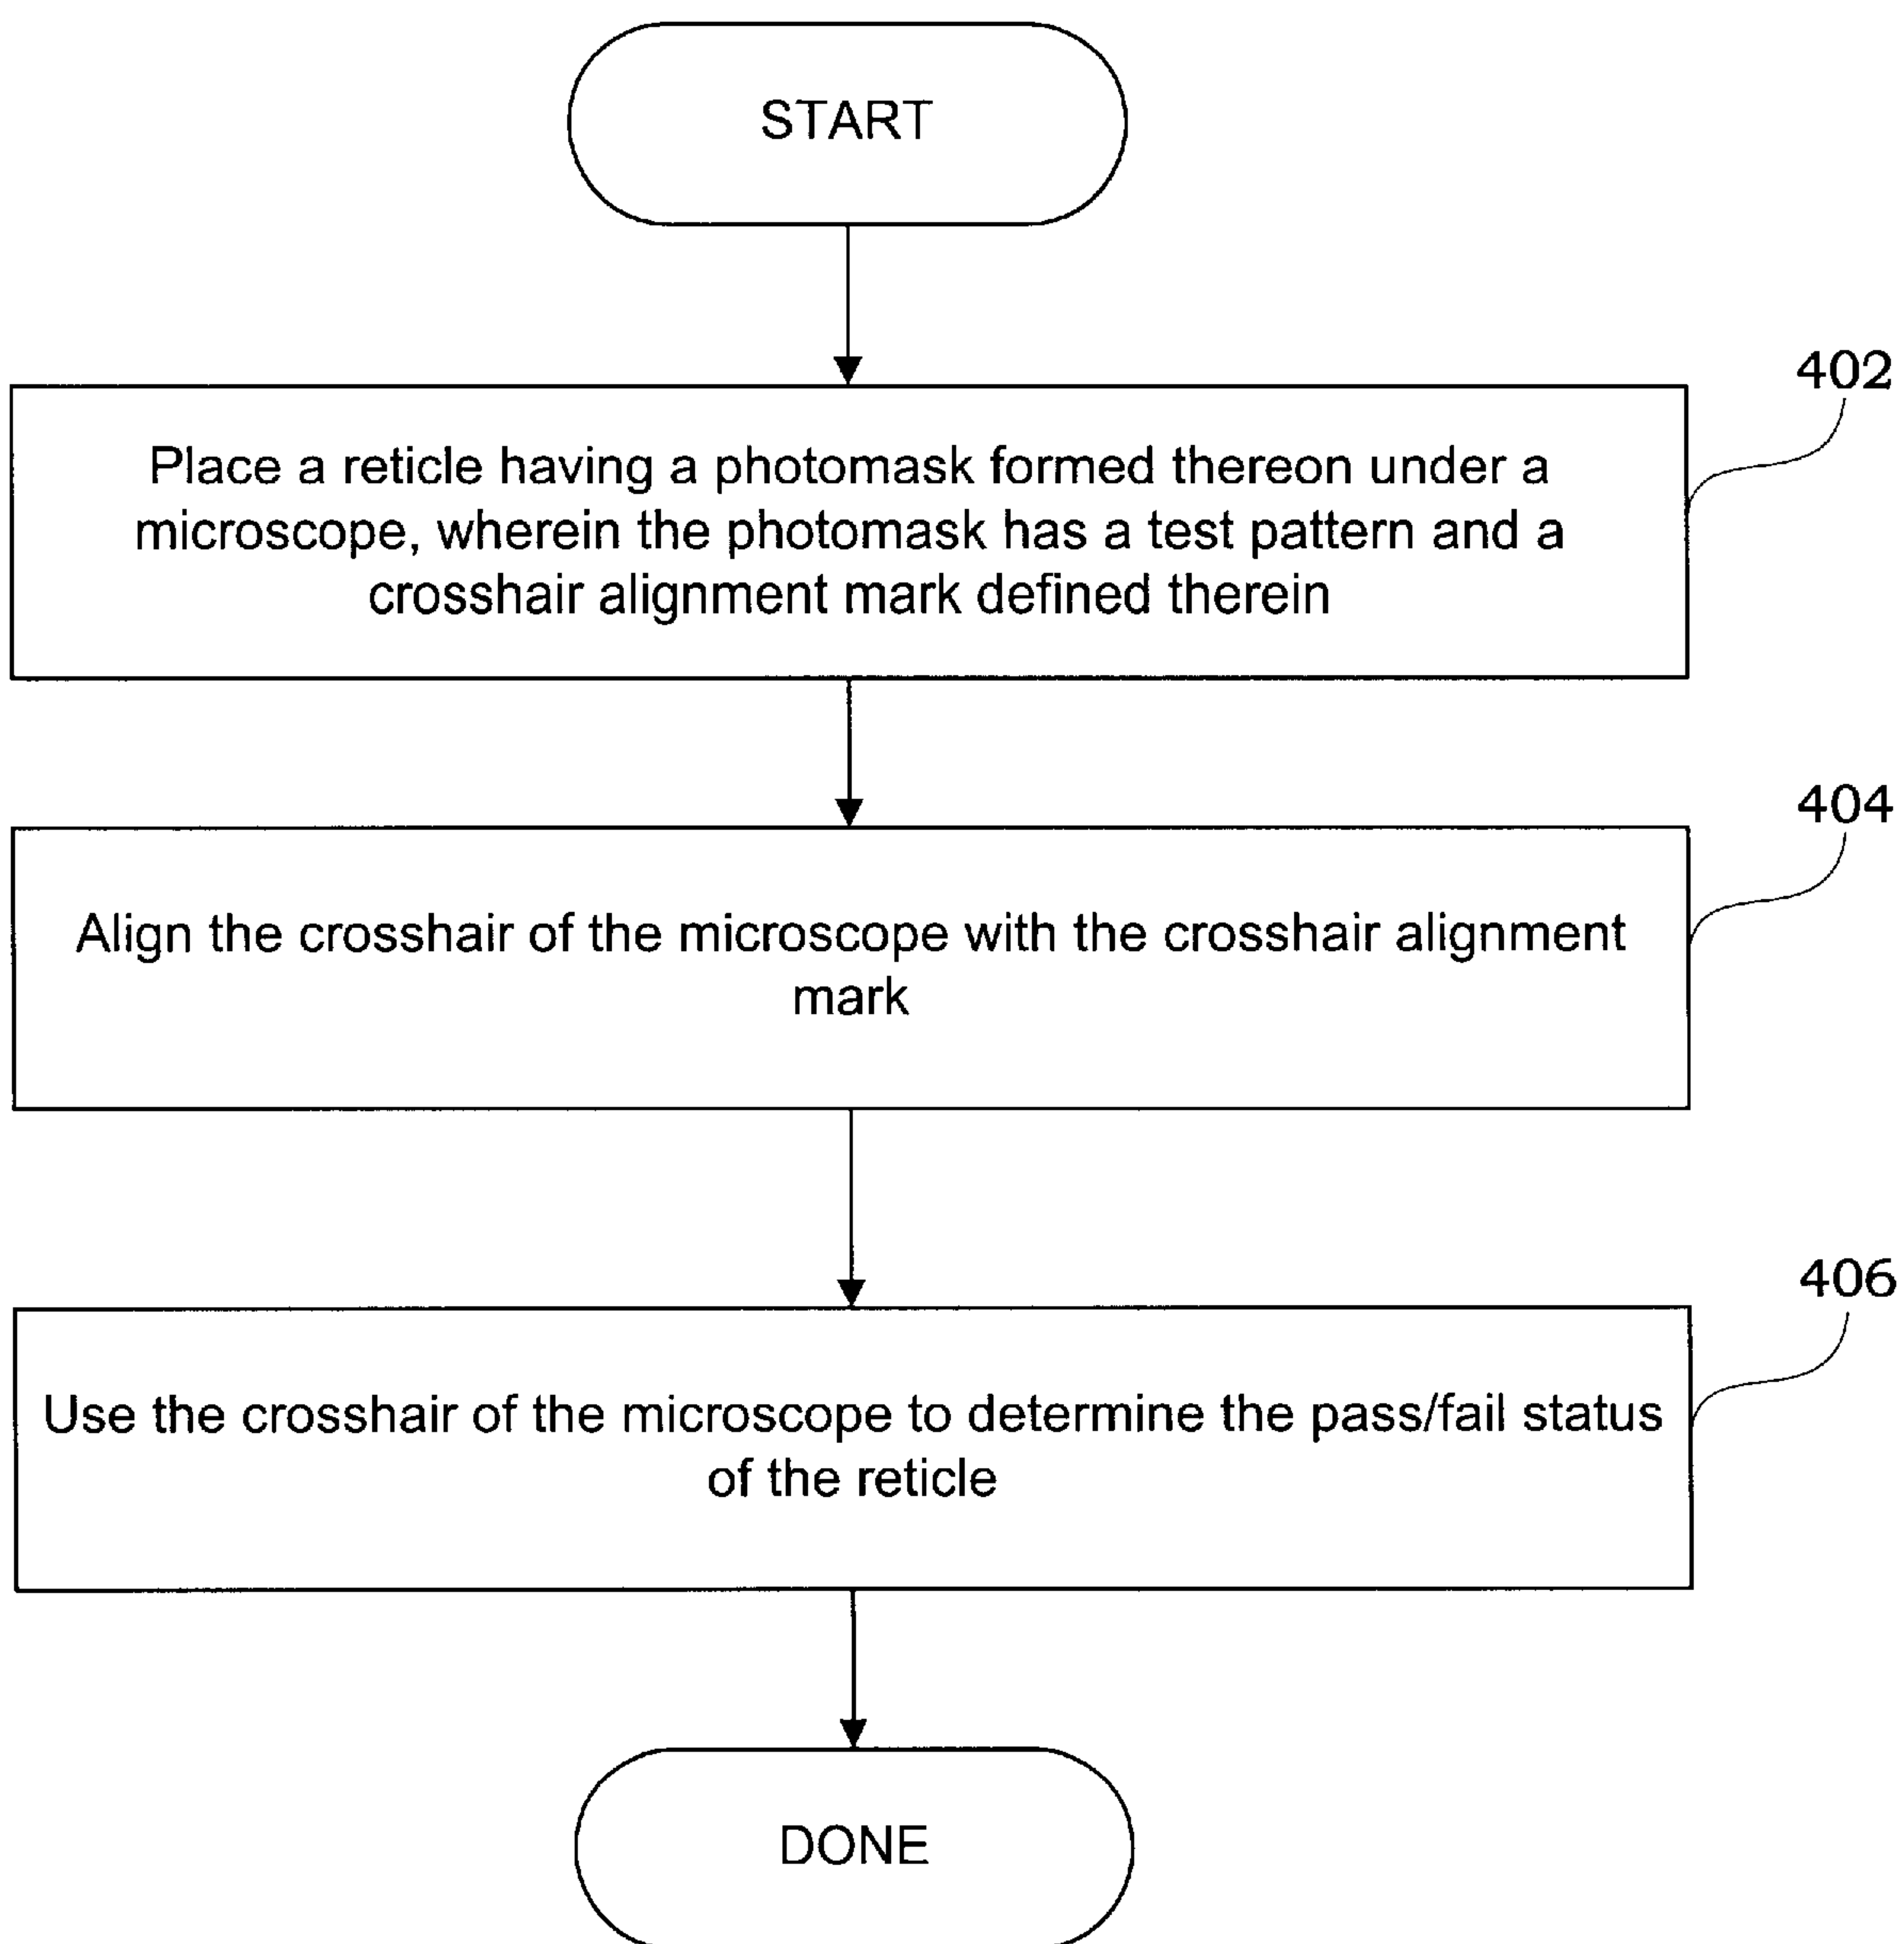 START
402
Place a reticle having a photomask formed thereon under a
microscope, wherein the photomask has a test pattern and a
crosshair alignment mark defined therein
404
Align the crosshair of the microscope with the crosshair alignment
mark
406
Use the crosshair of the microscope to determine the pass/fail status
of the reticle
DONE